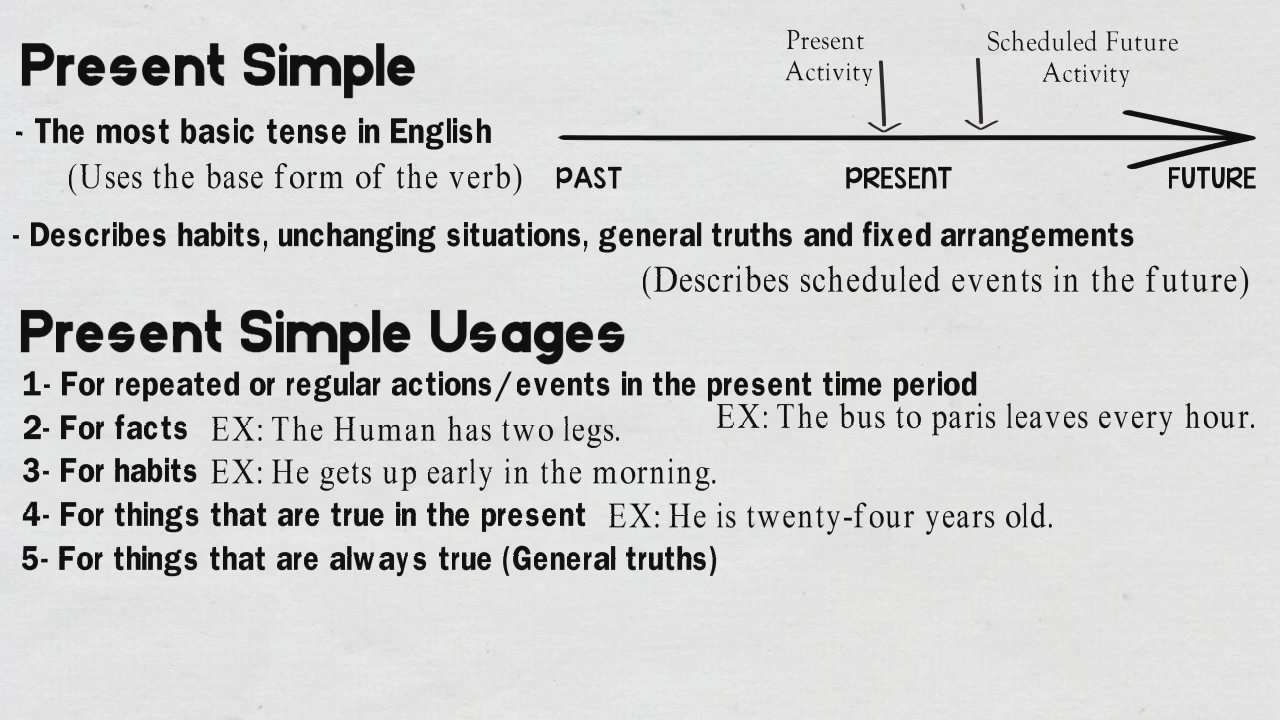 Present Simple
Present
Activity
Scheduled Future
Activity
- The most basic tense in English
(Uses the base form of the verb)
PAST
PRESENT
FUTURE
- Describes habits, unchanging situations, general truths and fixed arrangements
(Describes scheduled events in the future)
Present Simple Usages
1- For repeated or regular actions/events in the present time period
EX: The bus to paris leaves every hour.
2- For facts EX: The Human has two legs.
3- For habits EX: He gets up early in the morning.
4- For things that are true in the present EX: He is twenty-four years old.
5- For things that are always true (General truths)